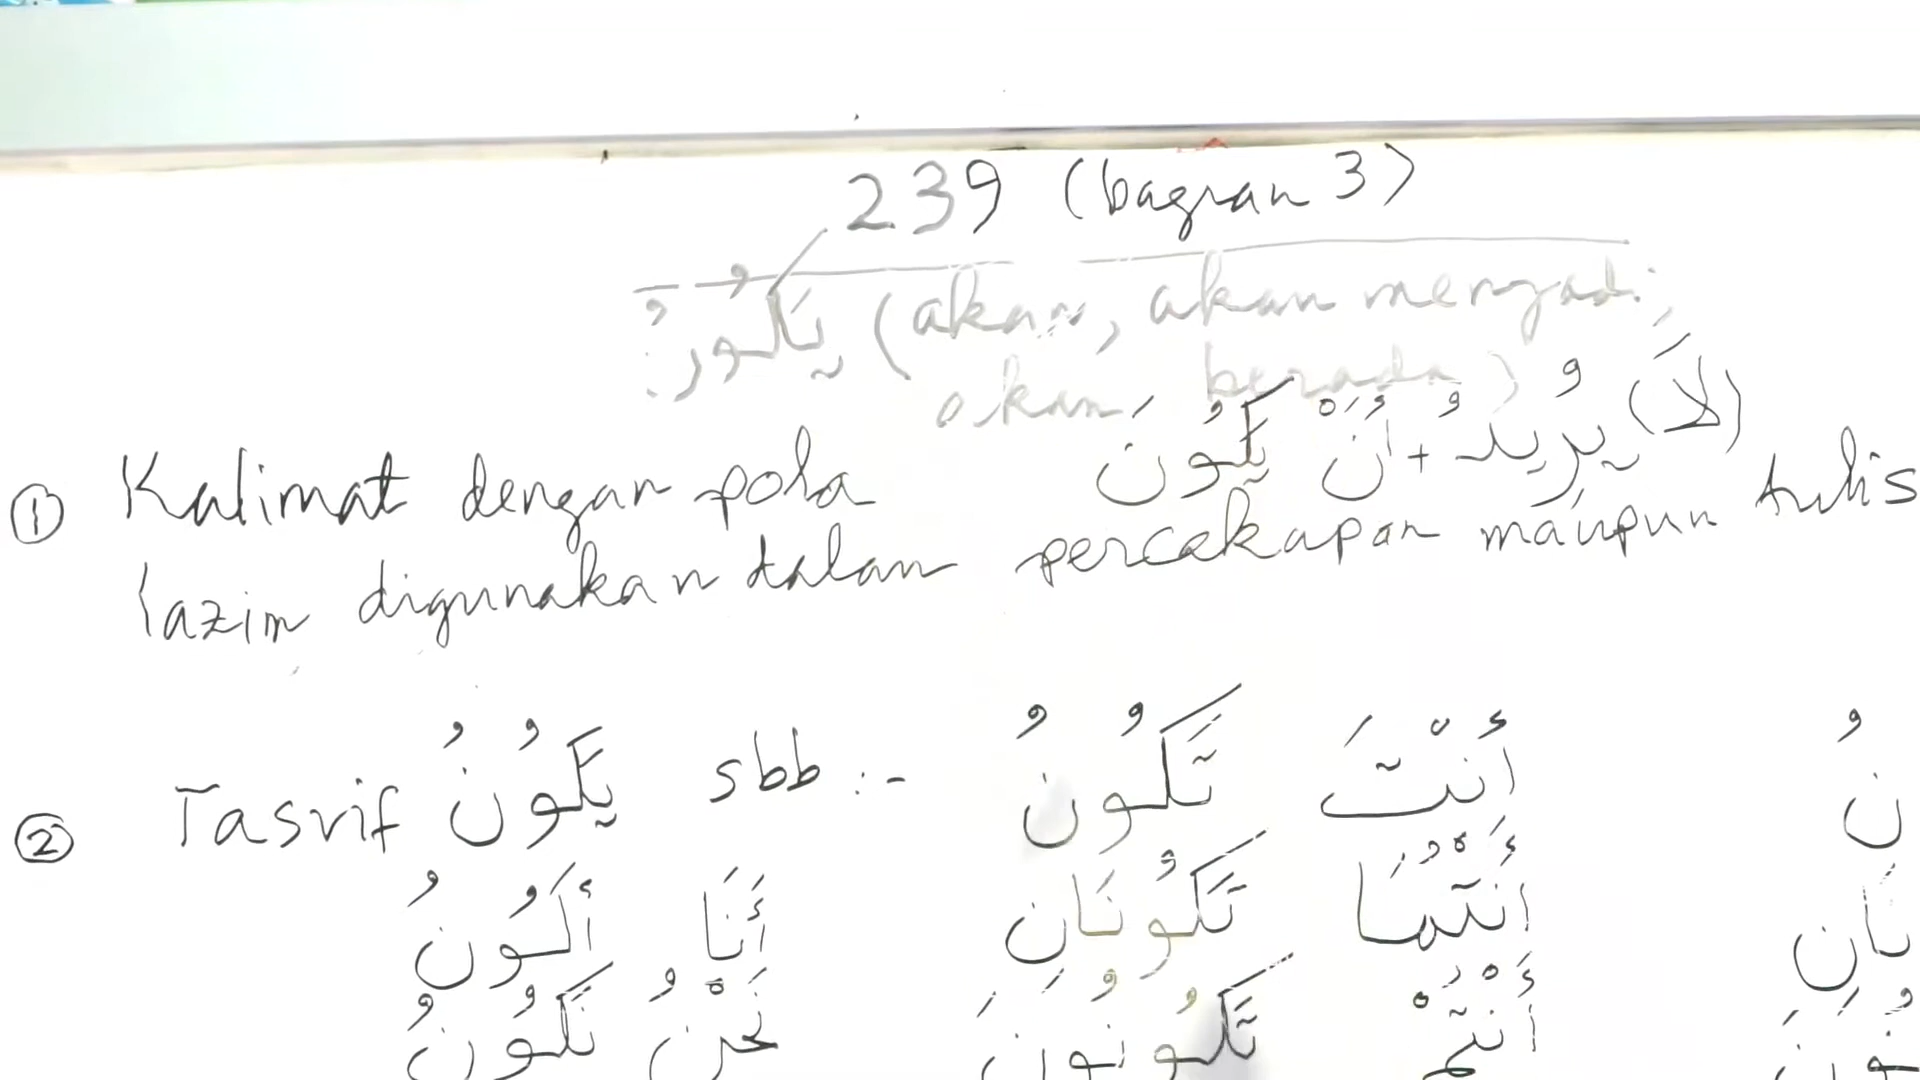 239 (bagian 3)
يَكُونُ (akan, akan menjadi,
akan berada)
① Kalimat dengan pola (لَا) يُرِيدُ + أَنْ يَكُونَ
lazim digunakan dalam percakapan maupun tulis
② Tasrif يَكُونُ sbb :- أَنْتَ تَكُونُ نُ
أَنَا أَكُونُ أَنْتُمَا تَكُونَانِ نَانِ
نَحْنُ نَكُونُ أَنْتُمْ تَكُونُونَ